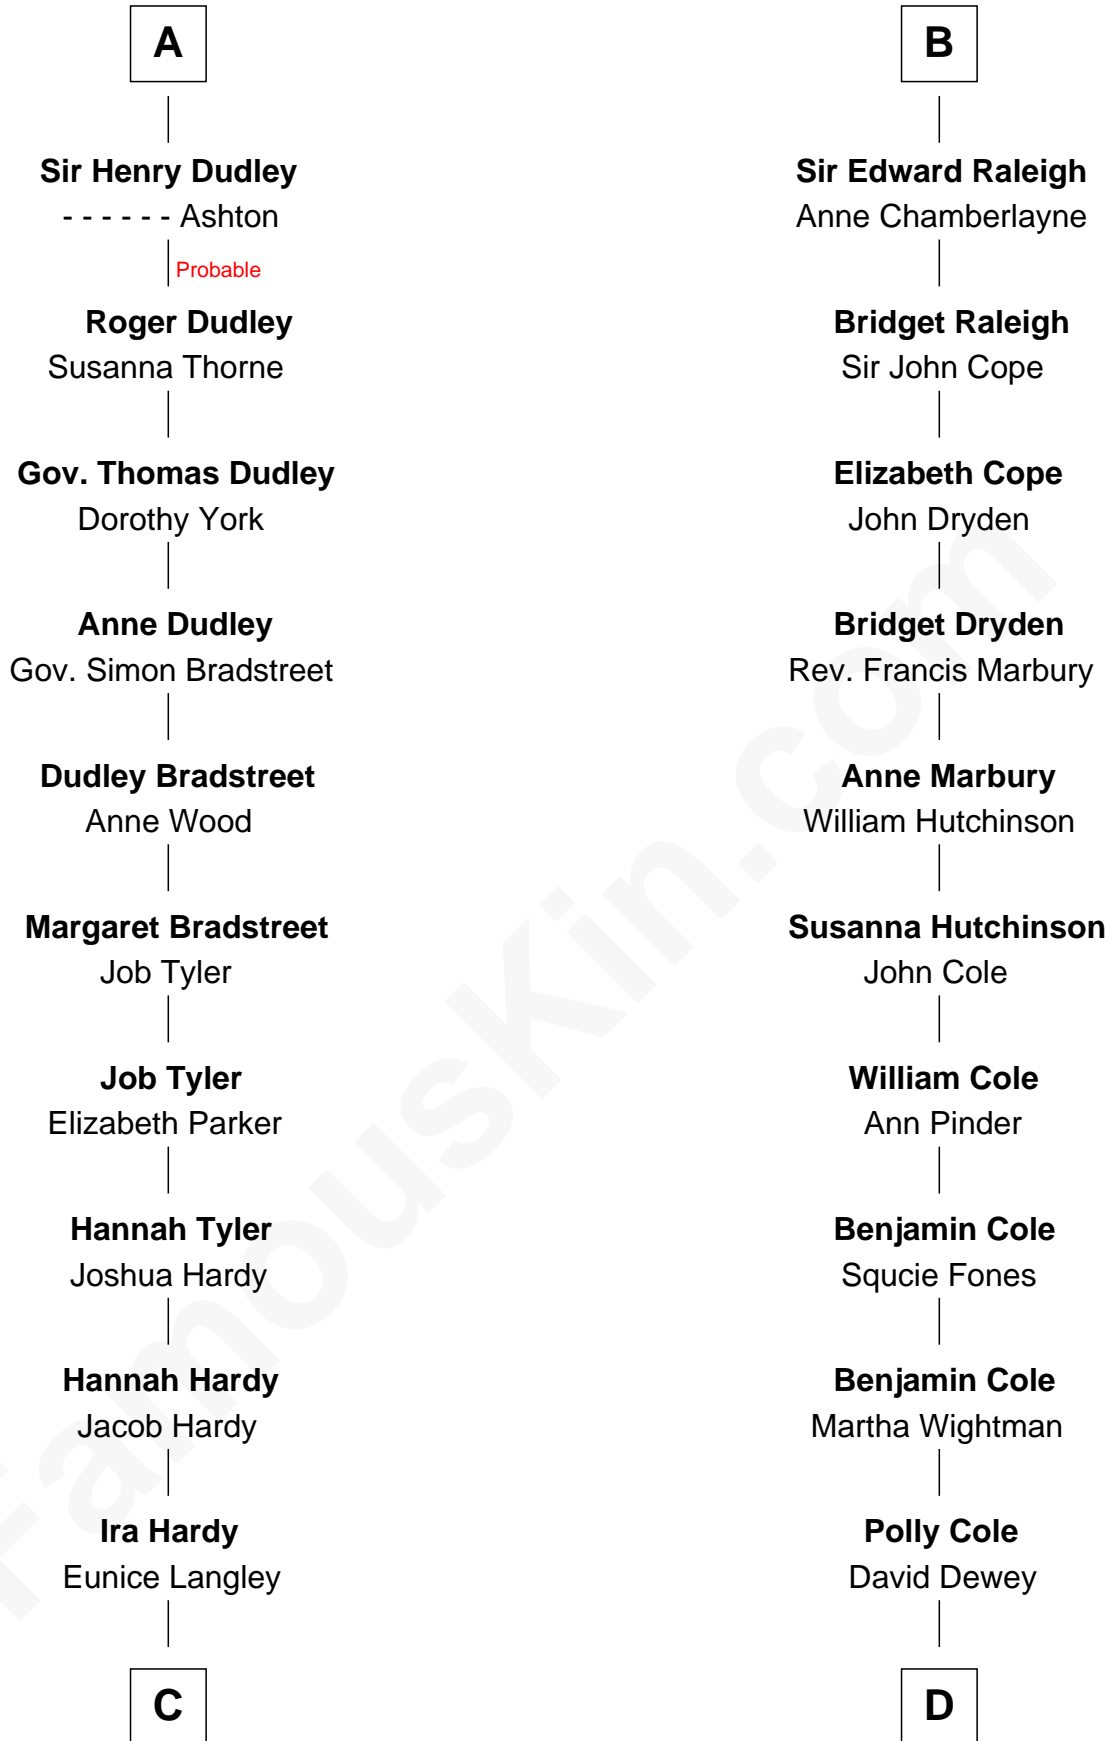 A
Sir Henry Dudley
- - - - - - Ashton
Probable
Roger Dudley
Susanna Thorne
Gov. Thomas Dudley
Dorothy York
Anne Dudley
Gov. Simon Bradstreet
Dudley Bradstreet
Anne Wood
Margaret Bradstreet
Job Tyler
Job Tyler
Elizabeth Parker
Hannah Tyler
Joshua Hardy
Hannah Hardy
Jacob Hardy
Ira Hardy
Eunice Langley
C
B
Sir Edward Raleigh
Anne Chamberlayne
Bridget Raleigh
Sir John Cope
Elizabeth Cope
John Dryden
Bridget Dryden
Rev. Francis Marbury
Anne Marbury
William Hutchinson
Susanna Hutchinson
John Cole
William Cole
Ann Pinder
Benjamin Cole
Squcie Fones
Benjamin Cole
Martha Wightman
Polly Cole
David Dewey
D
FamousKin.com